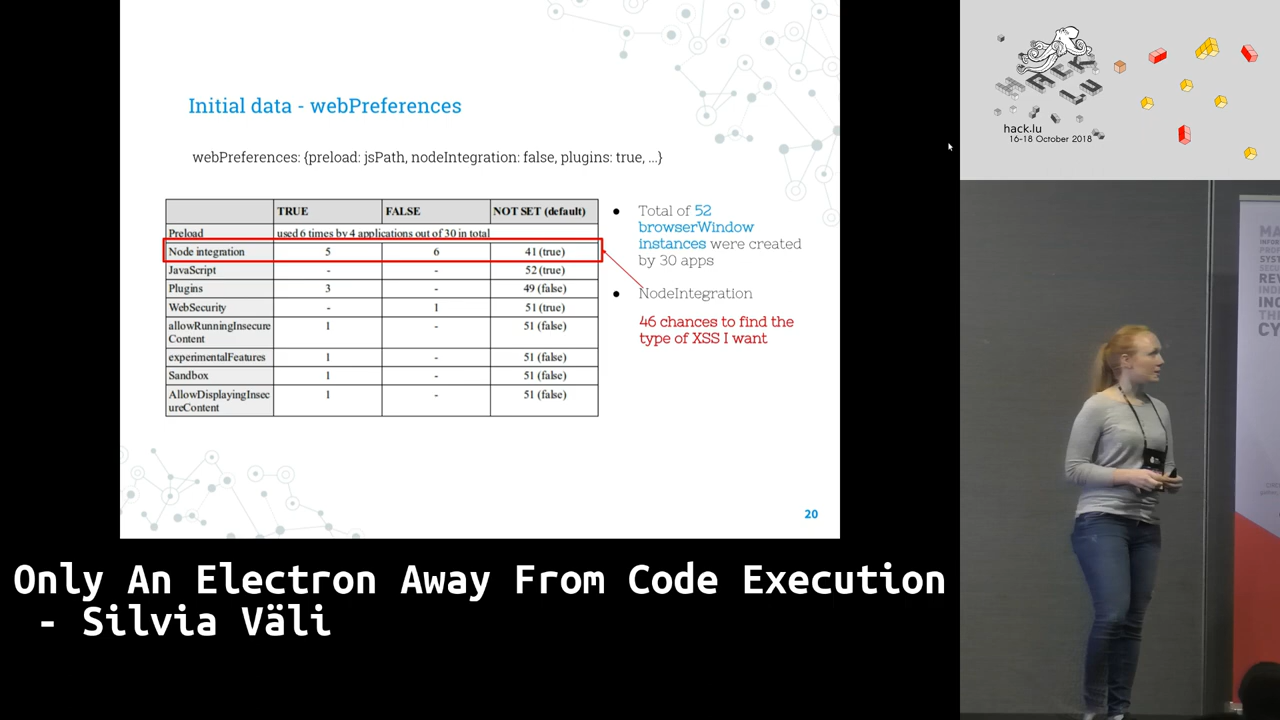 Initial data - webPreferences
webPreferences: {preload: jsPath, nodeIntegration: false, plugins: true, ...}
TRUE FALSE NOT SET (default)
Preload used 6 times by 4 applications out of 30 in total
Node integration 5 6 41 (true)
JavaScript - - 52 (true)
Plugins 3 - 49 (false)
WebSecurity - 1 51 (true)
allowRunningInsecure
Content 1 - 51 (false)
experimentalFeatures 1 - 51 (false)
Sandbox 1 - 51 (false)
AllowDisplayingInsec
ureContent 1 - 51 (false)
● Total of 52
browserWindow
instances were created
by 30 apps
● NodeIntegration
46 chances to find the
type of XSS I want
20
Only An Electron Away From Code Execution
- Silvia Väli
HACK
LU
hack.lu
16-18 October 2018